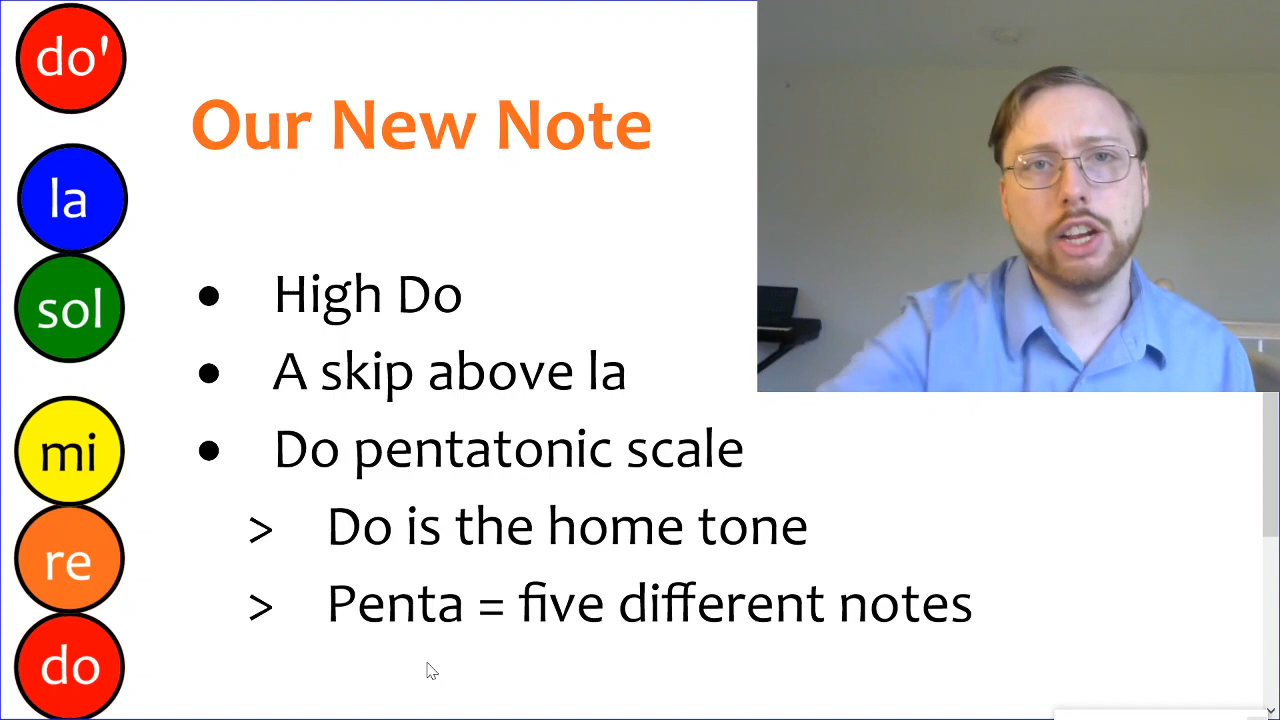 do'
la
sol
mi
re
do
Our New Note
● High Do
● A skip above la
● Do pentatonic scale
> Do is the home tone
> Penta = five different notes